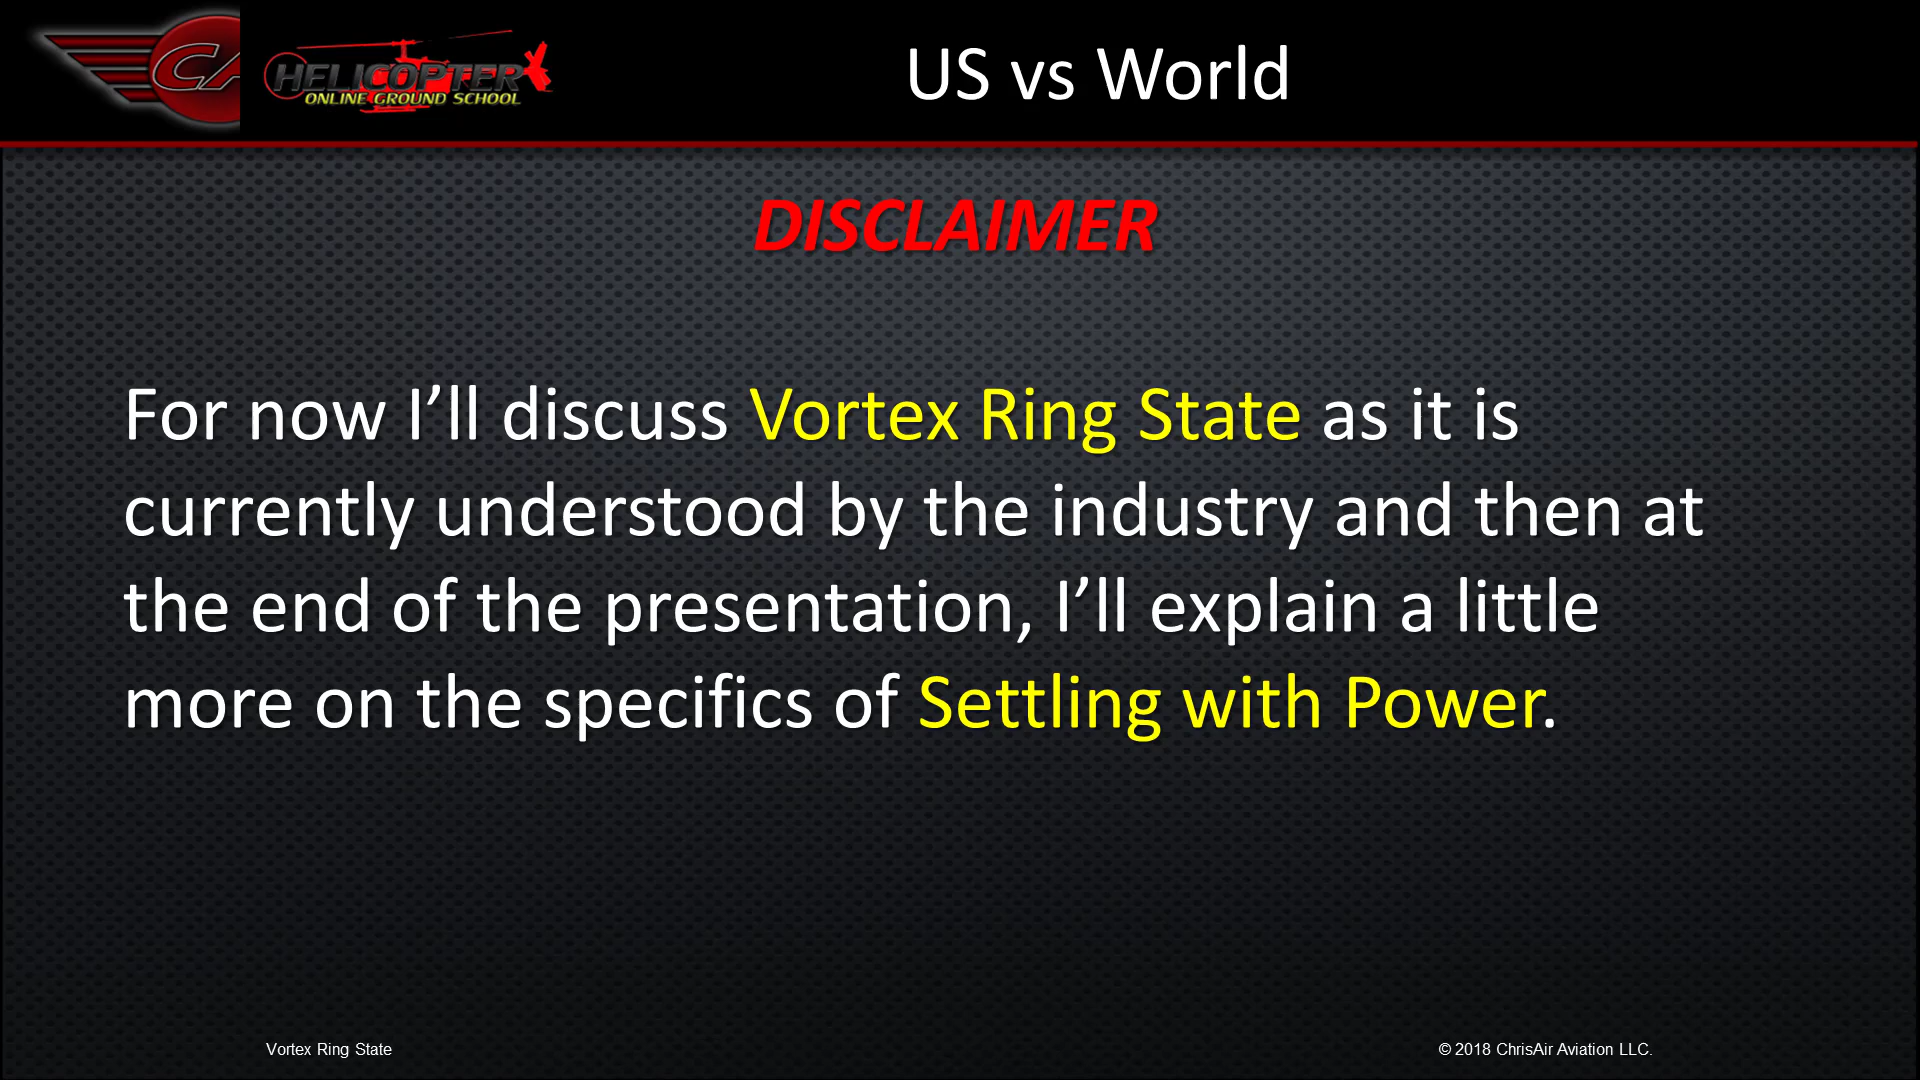 CA
HELICOPTER
ONLINE GROUND SCHOOL
US vs World
DISCLAIMER
For now I’ll discuss Vortex Ring State as it is
currently understood by the industry and then at
the end of the presentation, I’ll explain a little
more on the specifics of Settling with Power.
Vortex Ring State
© 2018 ChrisAir Aviation LLC.